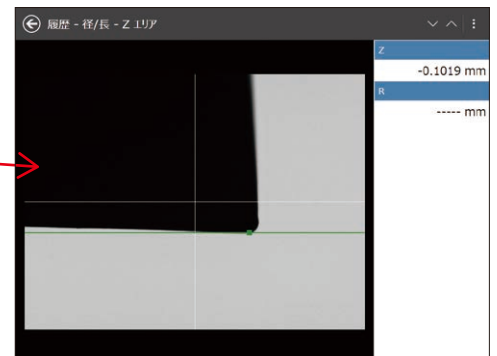 履歴 - 径/長 - Z エリア
Z
-0.1019 mm
R
----- mm